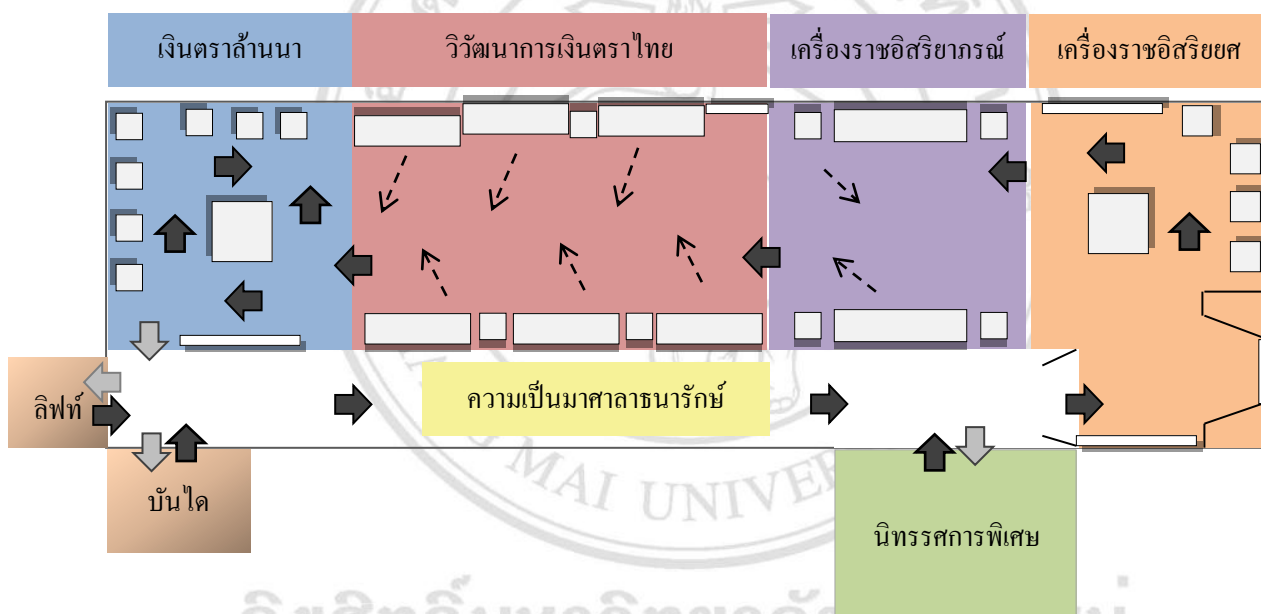 เงินตราล้านนา
วิวัฒนาการเงินตราไทย
เครื่องราชอิสริยาภรณ์
เครื่องราชอิสริยยศ
ลิฟท์
ความเป็นมาศาลาธนารักษ์
บันได
นิทรรศการพิเศษ
MAI UNIVE